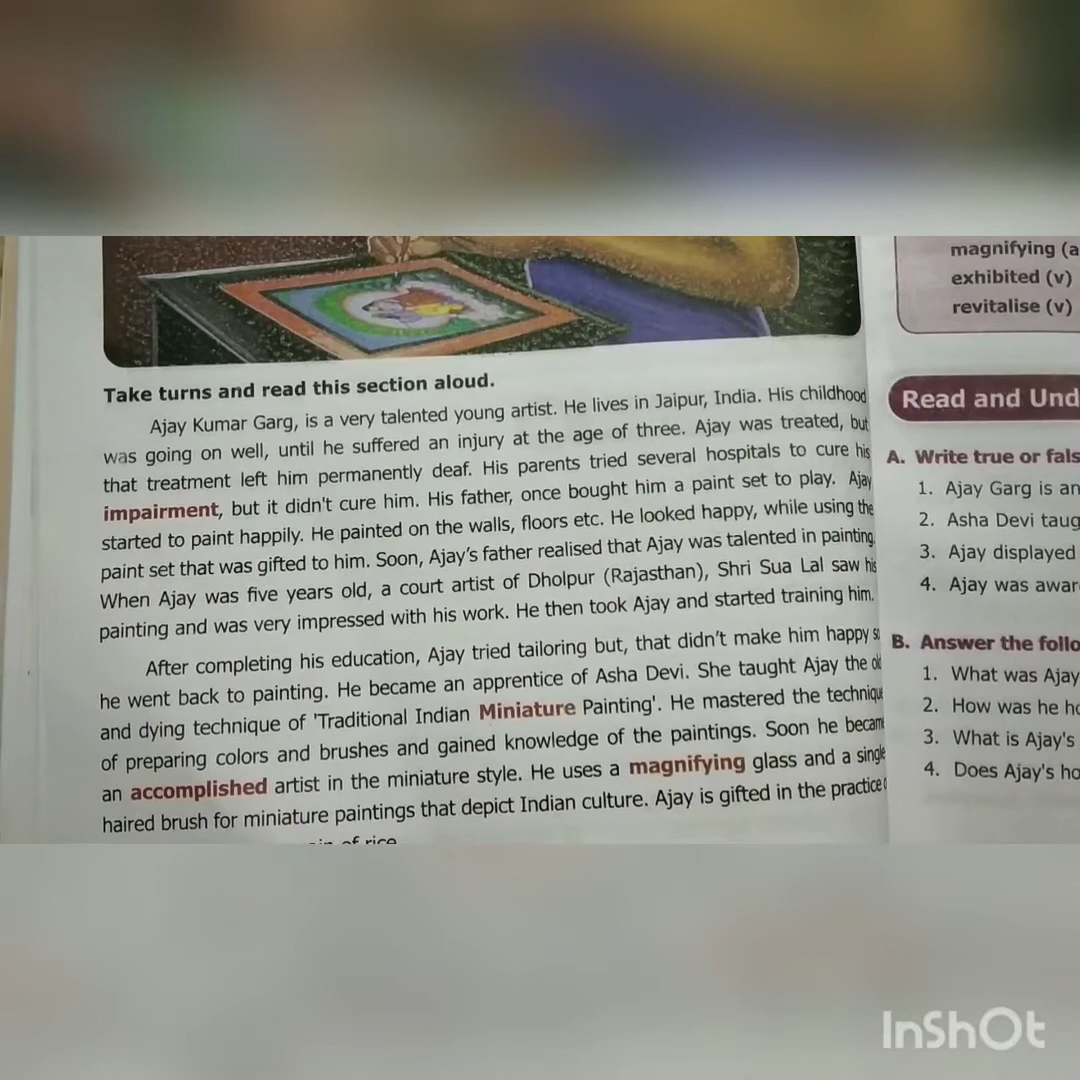 Take turns and read this section aloud.
Ajay Kumar Garg, is a very talented young artist. He lives in Jaipur, India. His childhood
was going on well, until he suffered an injury at the age of three. Ajay was treated, but
that treatment left him permanently deaf. His parents tried several hospitals to cure his
impairment, but it didn't cure him. His father, once bought him a paint set to play. Ajay
started to paint happily. He painted on the walls, floors etc. He looked happy, while using the
paint set that was gifted to him. Soon, Ajay's father realised that Ajay was talented in painting.
When Ajay was five years old, a court artist of Dholpur (Rajasthan), Shri Sua Lal saw his
painting and was very impressed with his work. He then took Ajay and started training him.
After completing his education, Ajay tried tailoring but, that didn't make him happy so
he went back to painting. He became an apprentice of Asha Devi. She taught Ajay the old
and dying technique of 'Traditional Indian Miniature Painting'. He mastered the technique
of preparing colors and brushes and gained knowledge of the paintings. Soon he became
an accomplished artist in the miniature style. He uses a magnifying glass and a single
haired brush for miniature paintings that depict Indian culture. Ajay is gifted in the practice
of rice
magnifying (a
exhibited (v)
revitalise (v)
Read and Und
A. Write true or fals
1. Ajay Garg is an
2. Asha Devi taug
3. Ajay displayed
4. Ajay was awar
B. Answer the follo
1. What was Ajay
2. How was he ho
3. What is Ajay's
4. Does Ajay's ho
InShOt